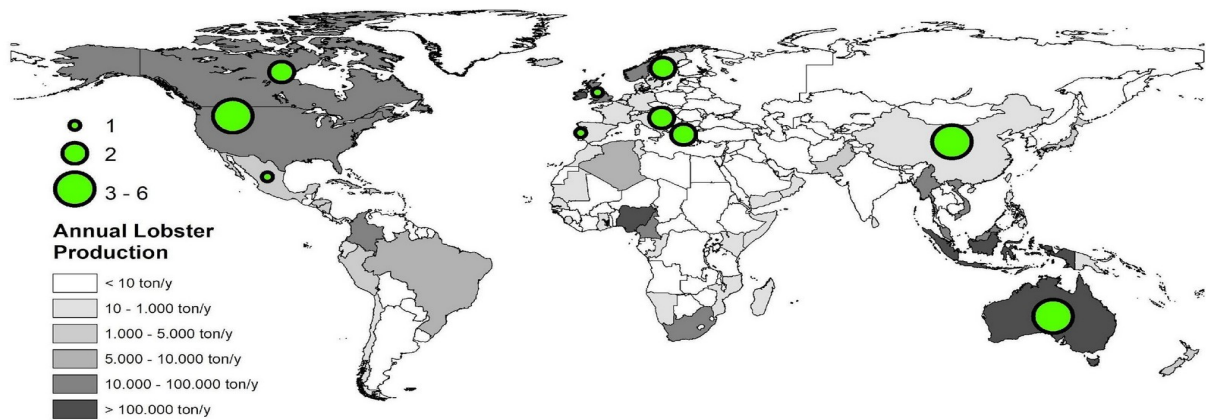 1
2
3 - 6
Annual Lobster
Production
< 10 ton/y
10 - 1.000 ton/y
1.000 - 5.000 ton/y
5.000 - 10.000 ton/y
10.000 - 100.000 ton/y
> 100.000 ton/y